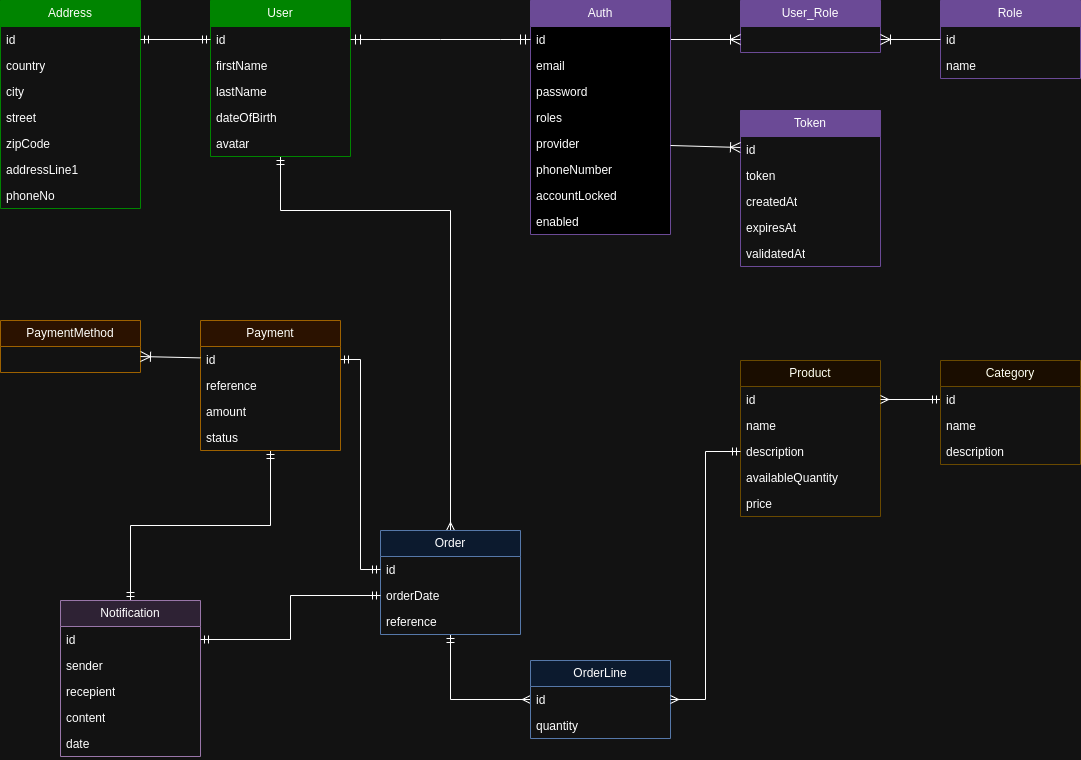 Address
id
country
city
street
zipCode
addressLine1
phoneNo
User
id
firstName
lastName
dateOfBirth
avatar
Auth
id
email
password
roles
provider
phoneNumber
accountLocked
enabled
User_Role
Role
id
name
Token
id
token
createdAt
expiresAt
validatedAt
PaymentMethod
Payment
id
reference
amount
status
Product
id
name
description
availableQuantity
price
Category
id
name
description
Order
id
orderDate
reference
Notification
id
sender
recepient
content
date
OrderLine
id
quantity